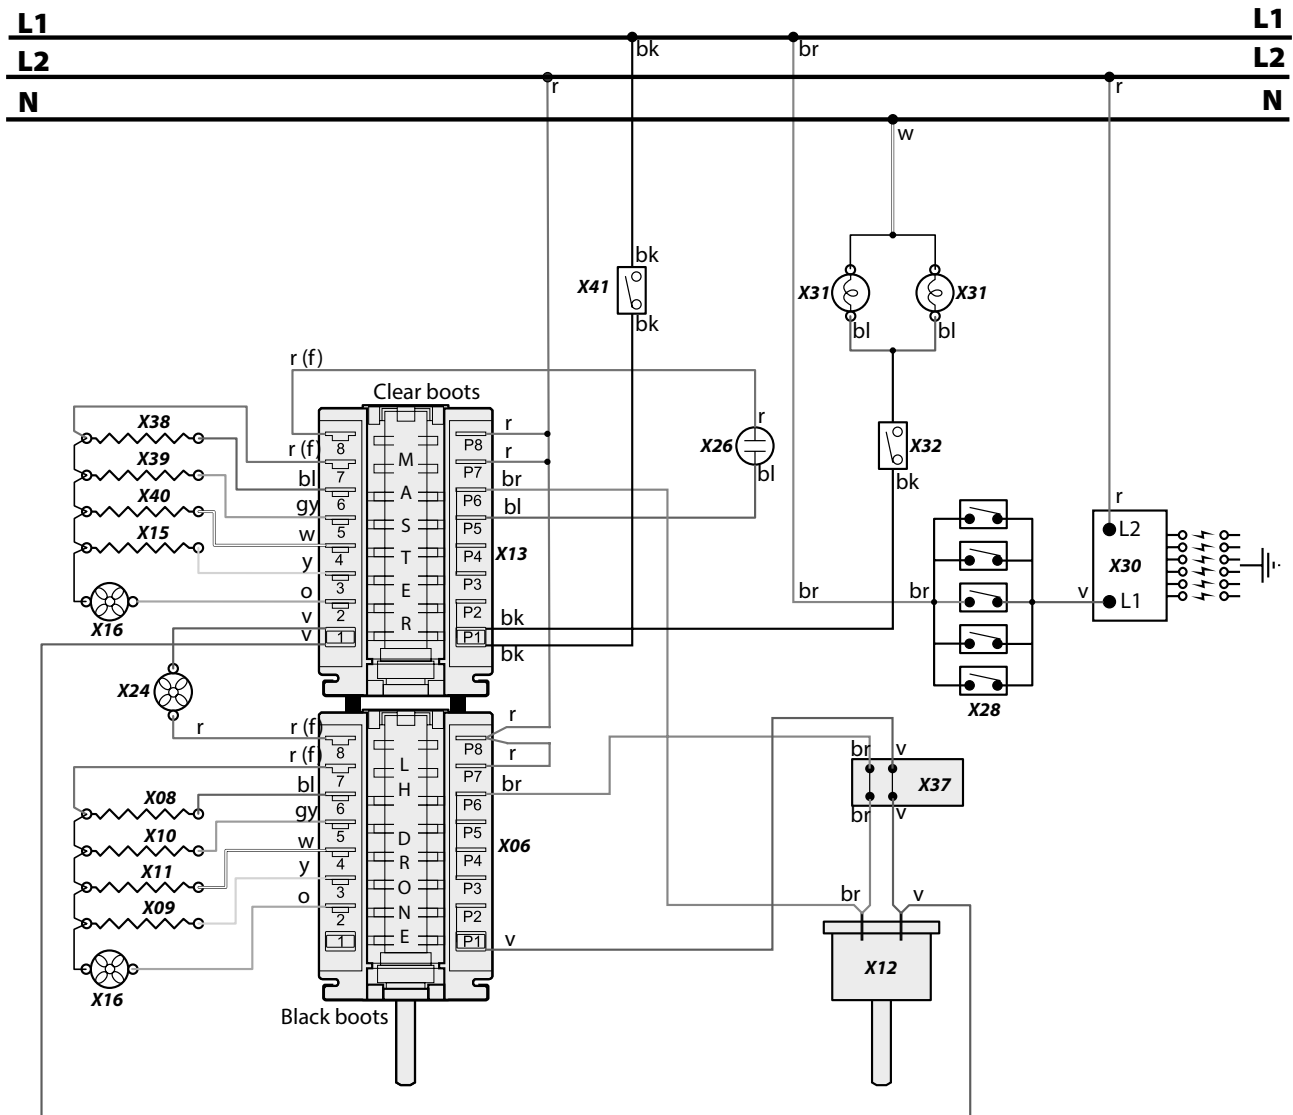 L1 L1
bk br
L2 L2
r r
N N
w
bk
X41
bk
X31 X31
bl bl
r (f)
Clear boots
r
X26
bl
X32
bk
X38
X39
X40
X15
X16
r (f)
bl
gy
w
y
o
v
v
8
7
6
5
4
3
2
1
M
A
S
T
E
R
P8
P7
P6
P5
P4
P3
P2
P1
r
r
br
bl
X13
bk
bk
r
L2
X30
L1
br br v
X28
X24
r
r (f)
r (f)
bl
gy
w
y
o
X08
X10
X11
X09
X16
8
7
6
5
4
3
2
1
L
H
D
R
O
N
E
P8
P7
P6
P5
P4
P3
P2
P1
r
r
br
X06
v
br v
X37
br v
br v
X12
Black boots